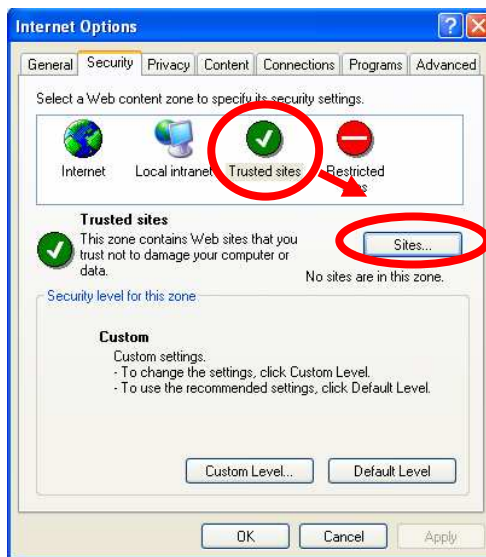 Internet Options
General Security Privacy Content Connections Programs Advanced
Select a Web content zone to specify its security settings.
Internet Local intranet Trusted sites Restricted
Trusted sites
This zone contains Web sites that you
trust not to damage your computer or
data.
Sites...
No sites are in this zone.
Security level for this zone
Custom
Custom settings.
- To change the settings, click Custom Level.
- To use the recommended settings, click Default Level.
Custom Level... Default Level
OK Cancel Apply